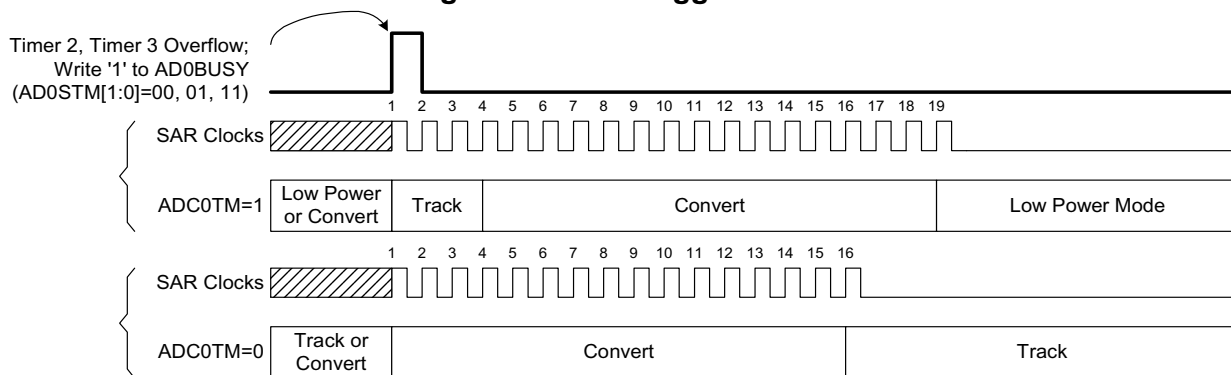 Timer 2, Timer 3 Overflow;
Write '1' to AD0BUSY
(AD0STM[1:0]=00, 01, 11)
1 2 3 4 5 6 7 8 9 10 11 12 13 14 15 16 17 18 19
SAR Clocks
ADC0TM=1
Low Power
or Convert
Track
Convert
Low Power Mode
1 2 3 4 5 6 7 8 9 10 11 12 13 14 15 16
SAR Clocks
ADC0TM=0
Track or
Convert
Convert
Track